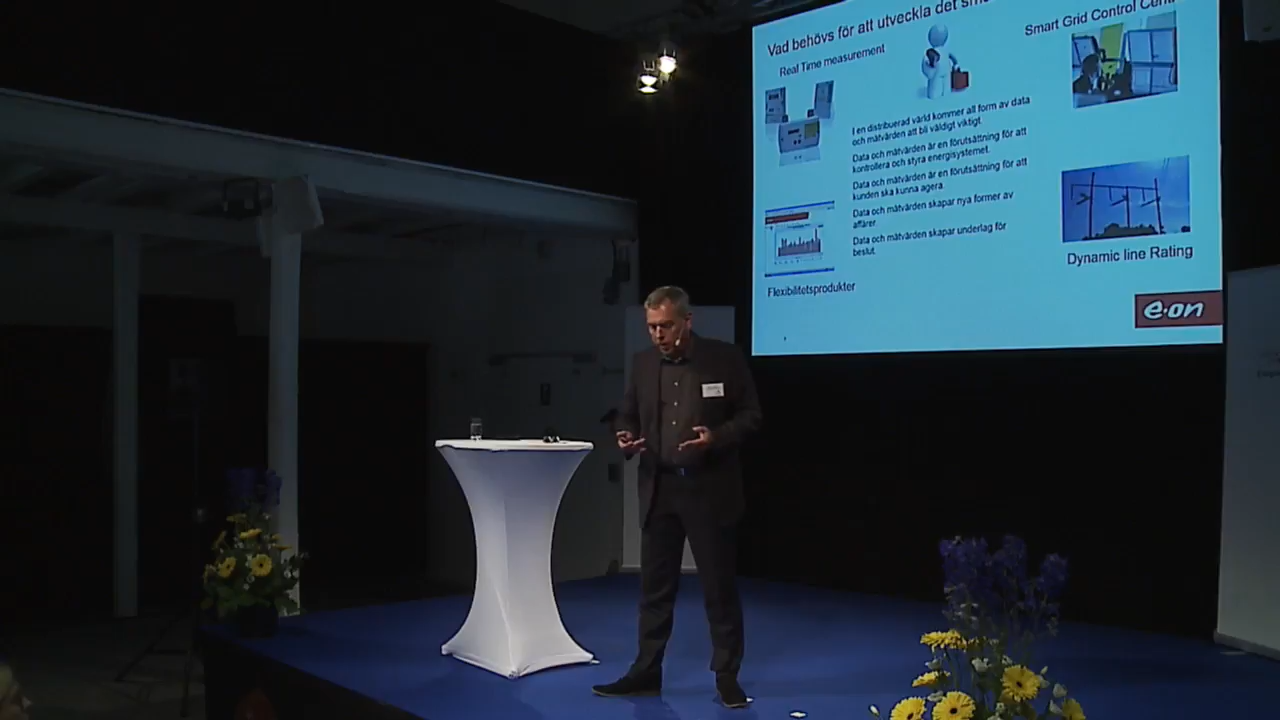 Vad behövs för att utveckla det
Smart Grid Control
Real Time measurement
I en distribuerad värld kommer all form av data
och mätvärden att bli väldigt viktigt.
Data och mätvärden är en förutsättning för att
kontrollera och styra energisystemet.
Data och mätvärden är en förutsättning för att
kunden ska kunna agera.
Data och mätvärden skapar nya former av
affärer.
Data och mätvärden skapar underlag för
beslut.
Dynamic line Rating
Flexibilitetsprodukter
e·on